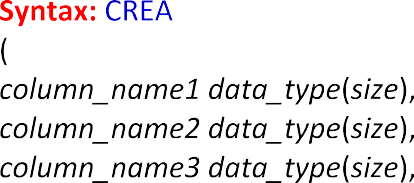 Syntax: CREA
(
column_name1 data_type(size),
column_name2 data_type(size),
column_name3 data_type(size),